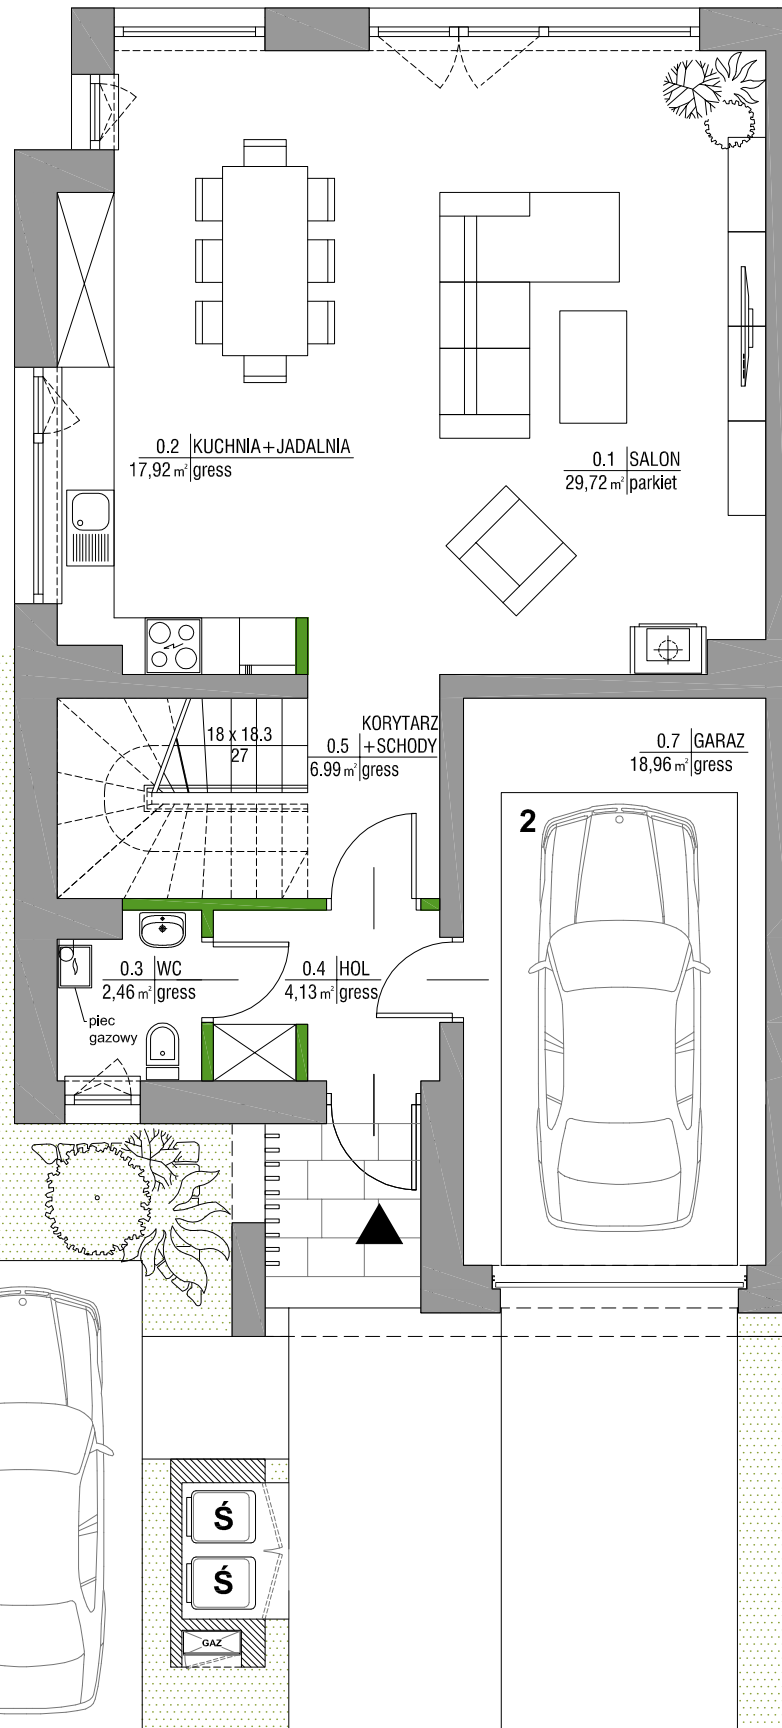 0.2 KUCHNIA+JADALNIA
17,92 m² gress
0.1 SALON
29,72 m² parkiet
18 x 18.3
27
KORYTARZ
0.5 +SCHODY
6.99 m² gress
0.7 GARAZ
18,96 m² gress
2
0.3 WC
2,46 m² gress
0.4 HOL
4,13 m² gress
piec
gazowy
Ś
Ś
GAZ